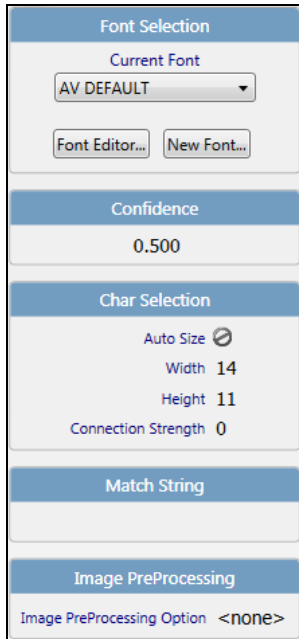 Font Selection
Current Font
AV DEFAULT
Font Editor... New Font...
Confidence
0.500
Char Selection
Auto Size
Width 14
Height 11
Connection Strength 0
Match String
Image PreProcessing
Image PreProcessing Option <none>